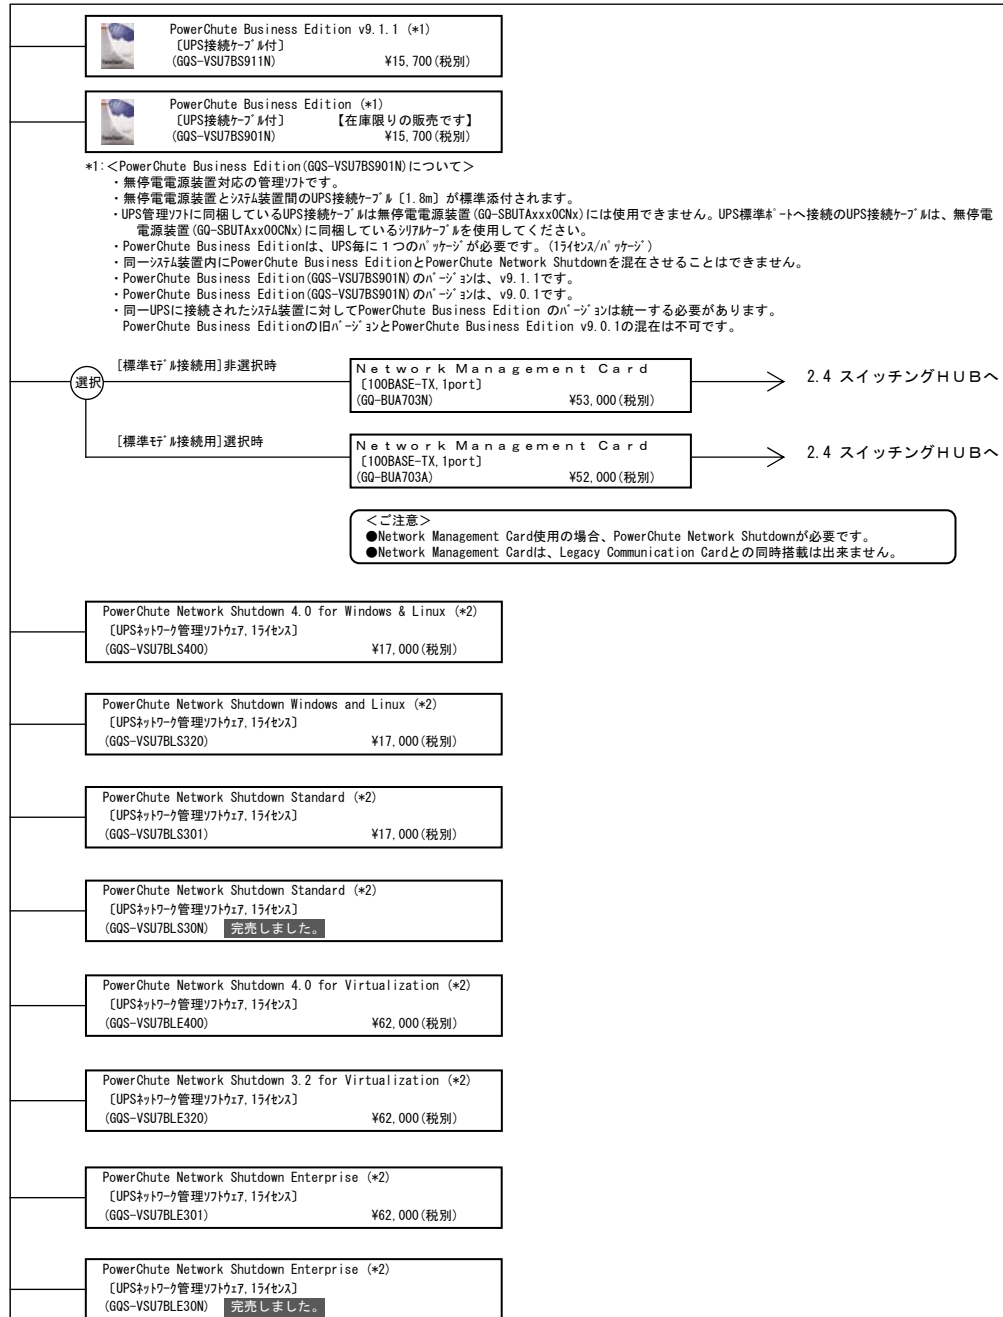 PowerChute Business Edition v9.1.1 (*1)
〔UPS接続ｹｰﾌﾞﾙ付〕
(GQS-VSU7BS911N) ¥15,700(税別)
PowerChute Business Edition (*1)
〔UPS接続ｹｰﾌﾞﾙ付〕 【在庫限りの販売です】
(GQS-VSU7BS901N) ¥15,700(税別)
*1:＜PowerChute Business Edition(GQS-VSU7BS901N)について＞
・無停電電源装置対応の管理ｿﾌﾄです。
・無停電電源装置とｼｽﾃﾑ装置間のUPS接続ｹｰﾌﾞﾙ〔1.8m〕が標準添付されます。
・UPS管理ｿﾌﾄに同梱しているUPS接続ｹｰﾌﾞﾙは無停電電源装置(GQ-SBUTAxxxOCNx)には使用できません。UPS標準ﾎﾟｰﾄへ接続のUPS接続ｹｰﾌﾞﾙは、無停電
電源装置(GQ-SBUTAxxOOCNx)に同梱しているｼﾘｱﾙｹｰﾌﾞﾙを使用してください。
・PowerChute Business Editionは、UPS毎に１つのﾊﾟｯｹｰｼﾞが必要です。(1ﾗｲｾﾝｽ/ﾊﾟｯｹｰｼﾞ)
・同一ｼｽﾃﾑ装置内にPowerChute Business EditionとPowerChute Network Shutdownを混在させることはできません。
・PowerChute Business Edition(GQS-VSU7BS901N)のﾊﾞｰｼﾞｮﾝは、v9.1.1です。
・PowerChute Business Edition(GQS-VSU7BS901N)のﾊﾞｰｼﾞｮﾝは、v9.0.1です。
・同一UPSに接続されたｼｽﾃﾑ装置に対してPowerChute Business Edition のﾊﾞｰｼﾞｮﾝは統一する必要があります。
PowerChute Business Editionの旧ﾊﾞｰｼﾞｮﾝとPowerChute Business Edition v9.0.1の混在は不可です。
選択
[標準ﾓﾃﾞﾙ接続用]非選択時
Ｎｅｔｗｏｒｋ Ｍａｎａｇｅｍｅｎｔ Ｃａｒｄ
〔100BASE-TX,1port〕
(GQ-BUA703N) ¥53,000(税別)
2.4 スイッチングＨＵＢへ
[標準ﾓﾃﾞﾙ接続用]選択時
Ｎｅｔｗｏｒｋ Ｍａｎａｇｅｍｅｎｔ Ｃａｒｄ
〔100BASE-TX,1port〕
(GQ-BUA703A) ¥52,000(税別)
2.4 スイッチングＨＵＢへ
＜ご注意＞
●Network Management Card使用の場合、PowerChute Network Shutdownが必要です。
●Network Management Cardは、Legacy Communication Cardとの同時搭載は出来ません。
PowerChute Network Shutdown 4.0 for Windows & Linux (*2)
〔UPSﾈｯﾄﾜｰｸ管理ｿﾌﾄｳｪｱ,1ﾗｲｾﾝｽ〕
(GQS-VSU7BLS400) ¥17,000(税別)
PowerChute Network Shutdown Windows and Linux (*2)
〔UPSﾈｯﾄﾜｰｸ管理ｿﾌﾄｳｪｱ,1ﾗｲｾﾝｽ〕
(GQS-VSU7BLS320) ¥17,000(税別)
PowerChute Network Shutdown Standard (*2)
〔UPSﾈｯﾄﾜｰｸ管理ｿﾌﾄｳｪｱ,1ﾗｲｾﾝｽ〕
(GQS-VSU7BLS301) ¥17,000(税別)
PowerChute Network Shutdown Standard (*2)
〔UPSﾈｯﾄﾜｰｸ管理ｿﾌﾄｳｪｱ,1ﾗｲｾﾝｽ〕
(GQS-VSU7BLS30N) 完売しました。
PowerChute Network Shutdown 4.0 for Virtualization (*2)
〔UPSﾈｯﾄﾜｰｸ管理ｿﾌﾄｳｪｱ,1ﾗｲｾﾝｽ〕
(GQS-VSU7BLE400) ¥62,000(税別)
PowerChute Network Shutdown 3.2 for Virtualization (*2)
〔UPSﾈｯﾄﾜｰｸ管理ｿﾌﾄｳｪｱ,1ﾗｲｾﾝｽ〕
(GQS-VSU7BLE320) ¥62,000(税別)
PowerChute Network Shutdown Enterprise (*2)
〔UPSﾈｯﾄﾜｰｸ管理ｿﾌﾄｳｪｱ,1ﾗｲｾﾝｽ〕
(GQS-VSU7BLE301) ¥62,000(税別)
PowerChute Network Shutdown Enterprise (*2)
〔UPSﾈｯﾄﾜｰｸ管理ｿﾌﾄｳｪｱ,1ﾗｲｾﾝｽ〕
(GQS-VSU7BLE30N) 完売しました。